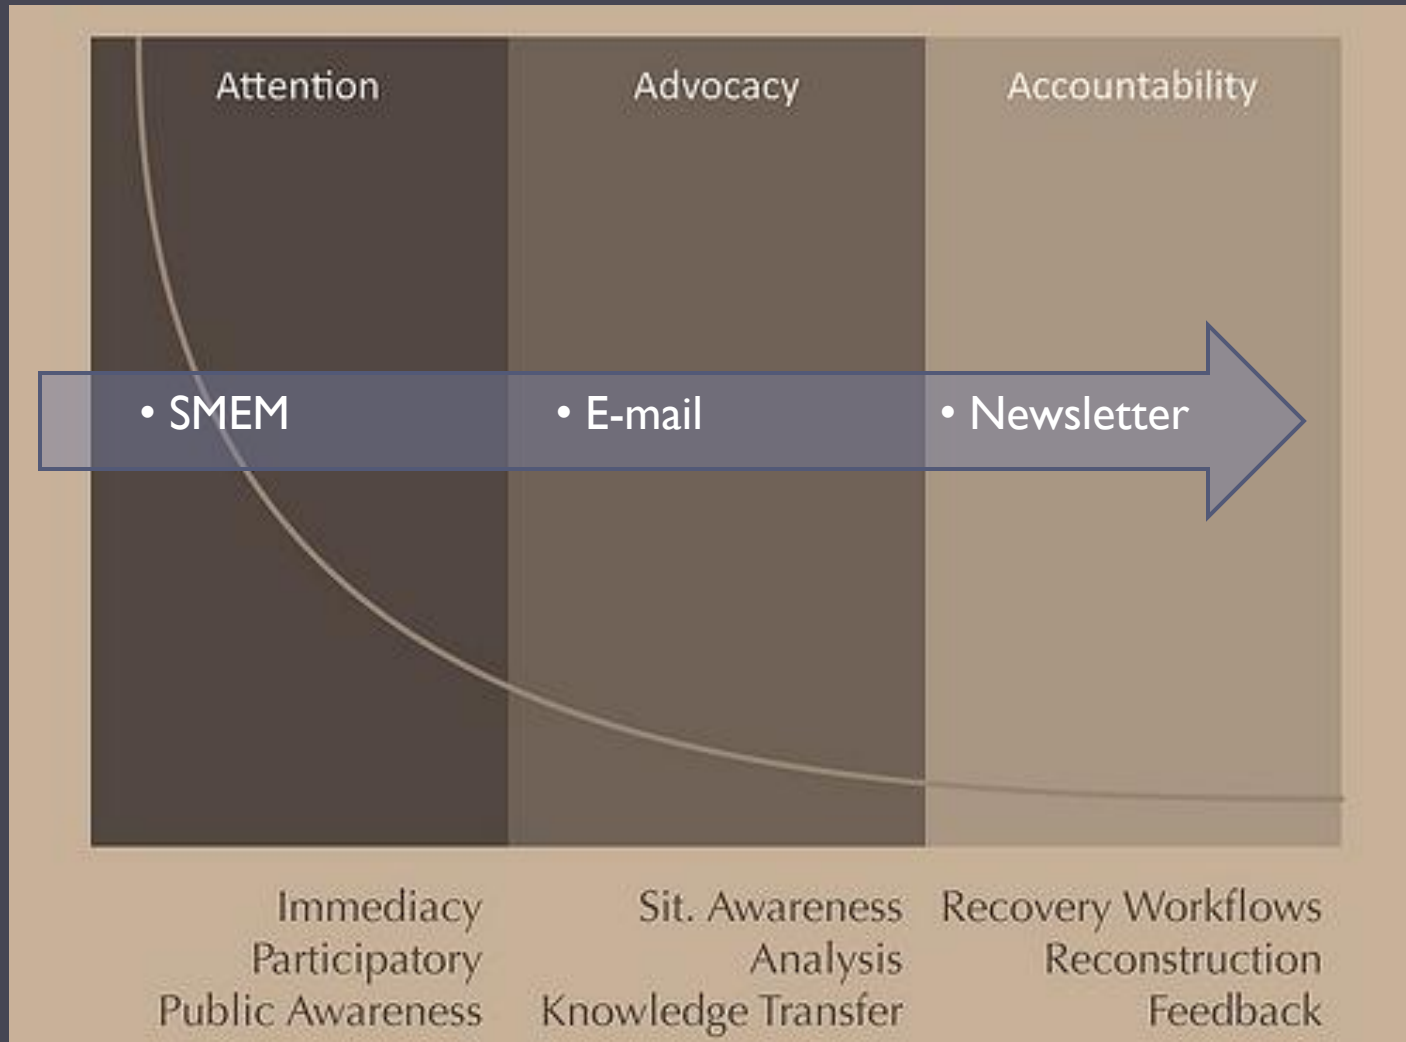 Attention
Advocacy
Accountability
• SMEM
• E-mail
• Newsletter
Immediacy
Participatory
Public Awareness
Sit. Awareness
Analysis
Knowledge Transfer
Recovery Workflows
Reconstruction
Feedback